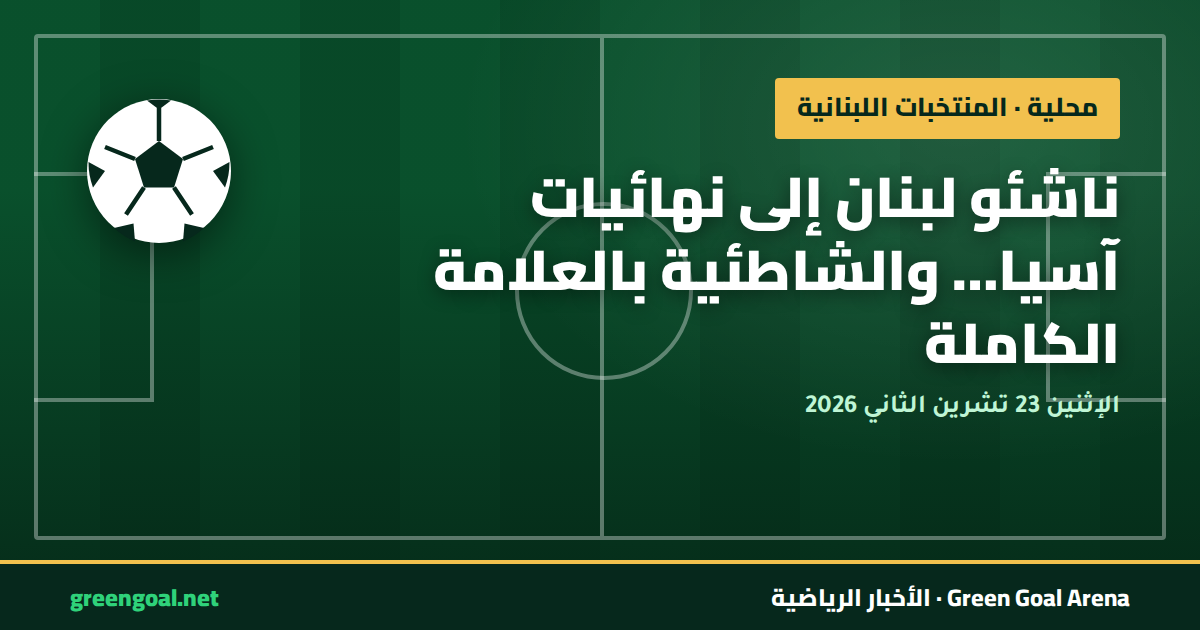 محلية · المنتخبات اللبنانية
ناشئو لبنان إلى نهائيات
آسيا... والشاطئية بالعلامة
الكاملة
الإثنين 23 تشرين الثاني 2026
Green Goal Arena · الأخبار الرياضية
greengoal.net